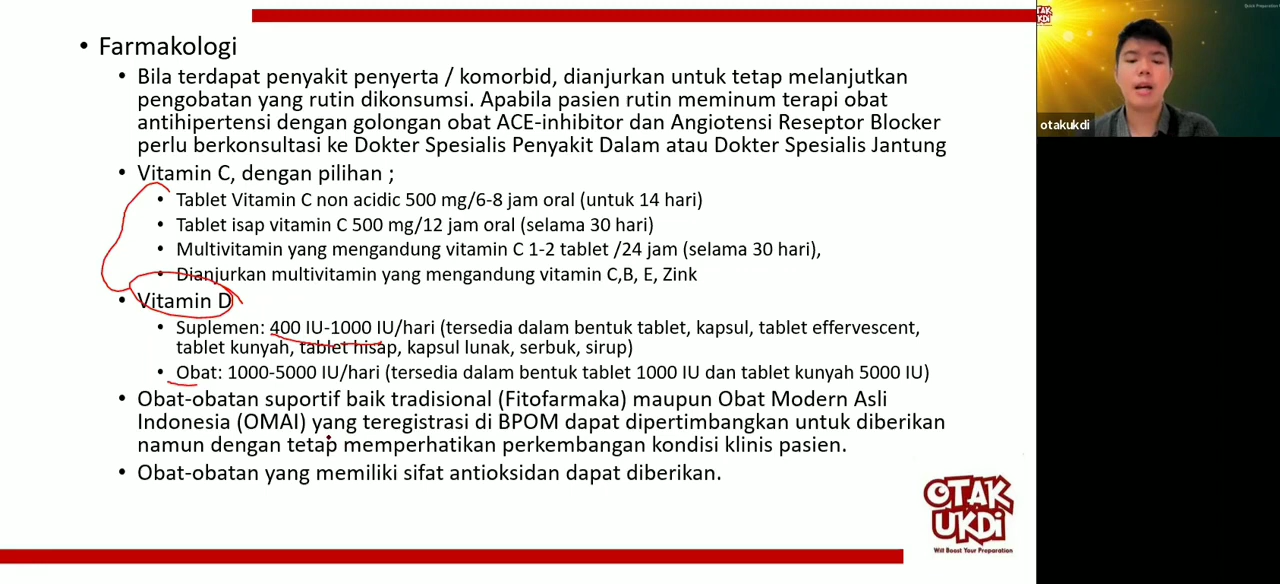 • Farmakologi
• Bila terdapat penyakit penyerta / komorbid, dianjurkan untuk tetap melanjutkan
pengobatan yang rutin dikonsumsi. Apabila pasien rutin meminum terapi obat
antihipertensi dengan golongan obat ACE-inhibitor dan Angiotensi Reseptor Blocker
perlu berkonsultasi ke Dokter Spesialis Penyakit Dalam atau Dokter Spesialis Jantung
• Vitamin C, dengan pilihan ;
• Tablet Vitamin C non acidic 500 mg/6-8 jam oral (untuk 14 hari)
• Tablet isap vitamin C 500 mg/12 jam oral (selama 30 hari)
• Multivitamin yang mengandung vitamin C 1-2 tablet /24 jam (selama 30 hari),
• Dianjurkan multivitamin yang mengandung vitamin C,B, E, Zink
• Vitamin D
• Suplemen: 400 IU-1000 IU/hari (tersedia dalam bentuk tablet, kapsul, tablet effervescent,
tablet kunyah, tablet hisap, kapsul lunak, serbuk, sirup)
• Obat: 1000-5000 IU/hari (tersedia dalam bentuk tablet 1000 IU dan tablet kunyah 5000 IU)
• Obat-obatan suportif baik tradisional (Fitofarmaka) maupun Obat Modern Asli
Indonesia (OMAI) yang teregistrasi di BPOM dapat dipertimbangkan untuk diberikan
namun dengan tetap memperhatikan perkembangan kondisi klinis pasien.
• Obat-obatan yang memiliki sifat antioksidan dapat diberikan.
OTAK
UKDi
Will Boost Your Preparation
OTAK
UKDI
otakukdi